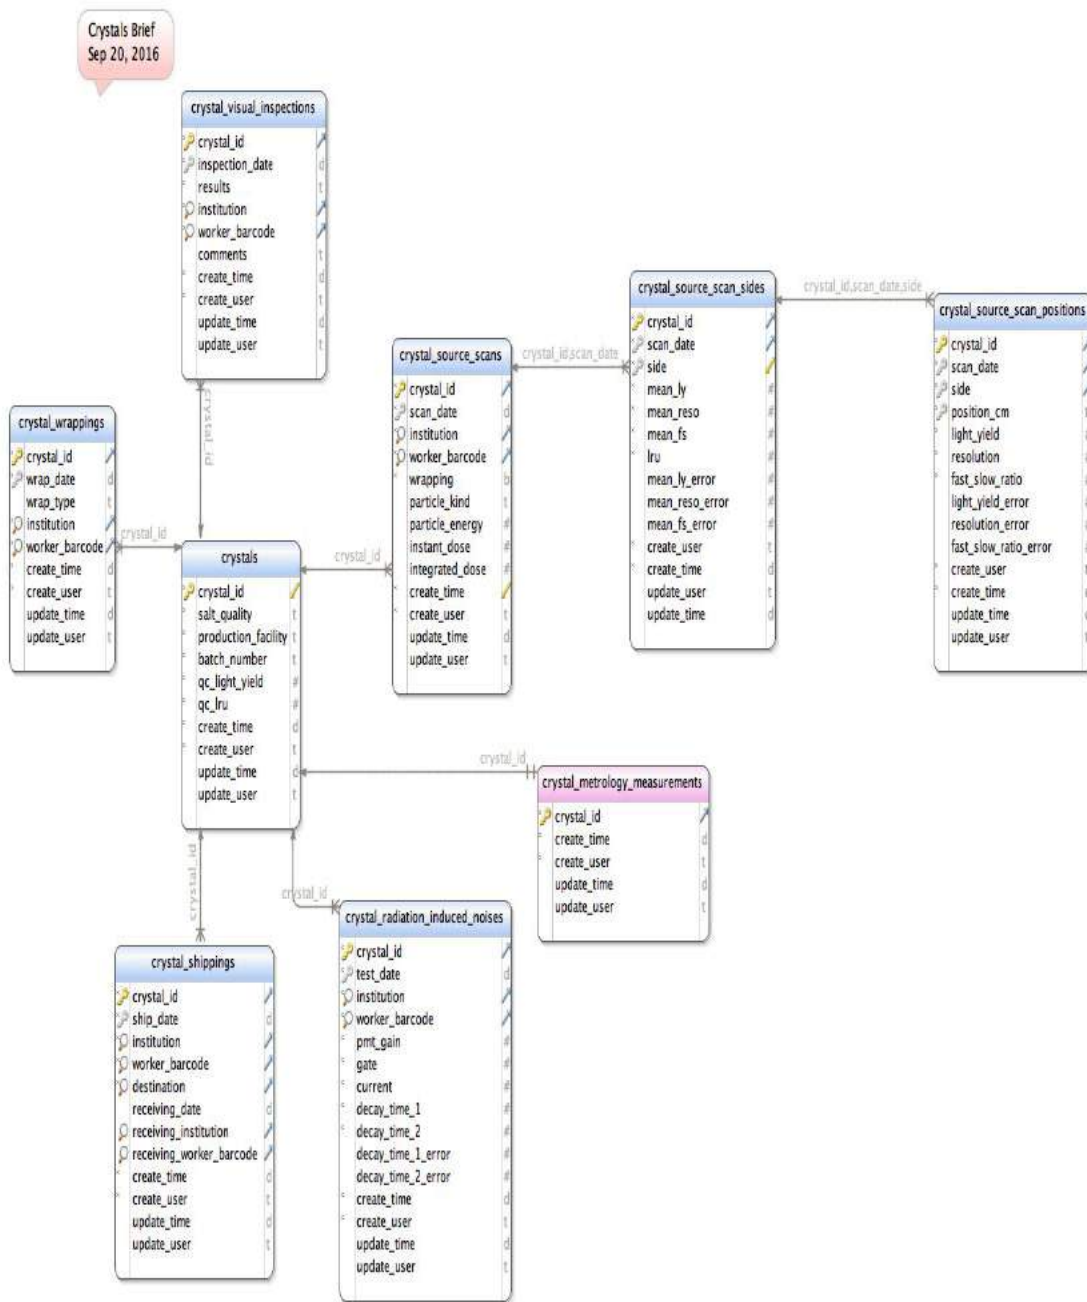 Crystals Brief
Sep 20, 2016
crystal_visual_inspections
crystal_id
inspection_date d
results t
institution
worker_barcode
comments t
create_time d
create_user t
update_time d
update_user t
crystal_id
crystal_wrappings
crystal_id
wrap_date d
wrap_type t
institution
worker_barcode
create_time d
create_user t
update_time d
update_user t
crystal_id
crystals
crystal_id
salt_quality t
production_facility t
batch_number t
qc_light_yield #
qc_lru #
create_time d
create_user t
update_time d
update_user t
crystal_id
crystal_source_scans
crystal_id
scan_date d
institution
worker_barcode
wrapping b
particle_kind t
particle_energy #
instant_dose #
integrated_dose #
create_time
create_user t
update_time d
update_user t
crystal_id,scan_date
crystal_source_scan_sides
crystal_id
scan_date
side
mean_ly #
mean_reso #
mean_fs #
lru #
mean_ly_error #
mean_reso_error #
mean_fs_error #
create_user t
create_time d
update_user t
update_time d
crystal_id,scan_date,side
crystal_source_scan_positions
crystal_id
scan_date
side
position_cm
light_yield
resolution
fast_slow_ratio
light_yield_error
resolution_error
fast_slow_ratio_error
create_user
create_time
update_time
update_user
crystal_id
crystal_metrology_measurements
crystal_id
create_time d
create_user t
update_time d
update_user t
crystal_id
crystal_shippings
crystal_id
ship_date d
institution
worker_barcode
destination
receiving_date d
receiving_institution
receiving_worker_barcode
create_time d
create_user t
update_time d
update_user t
crystal_id
crystal_radiation_induced_noises
crystal_id
test_date d
institution
worker_barcode
pmt_gain #
gate #
current #
decay_time_1 #
decay_time_2 #
decay_time_1_error #
decay_time_2_error #
create_time d
create_user t
update_time d
update_user t